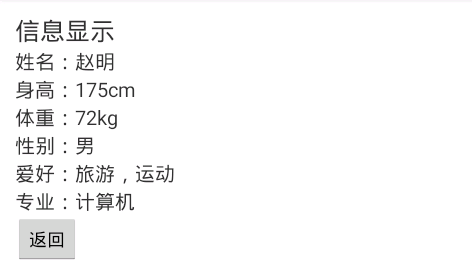 信息显示
姓名：赵明
身高：175cm
体重：72kg
性别：男
爱好：旅游，运动
专业：计算机
返回